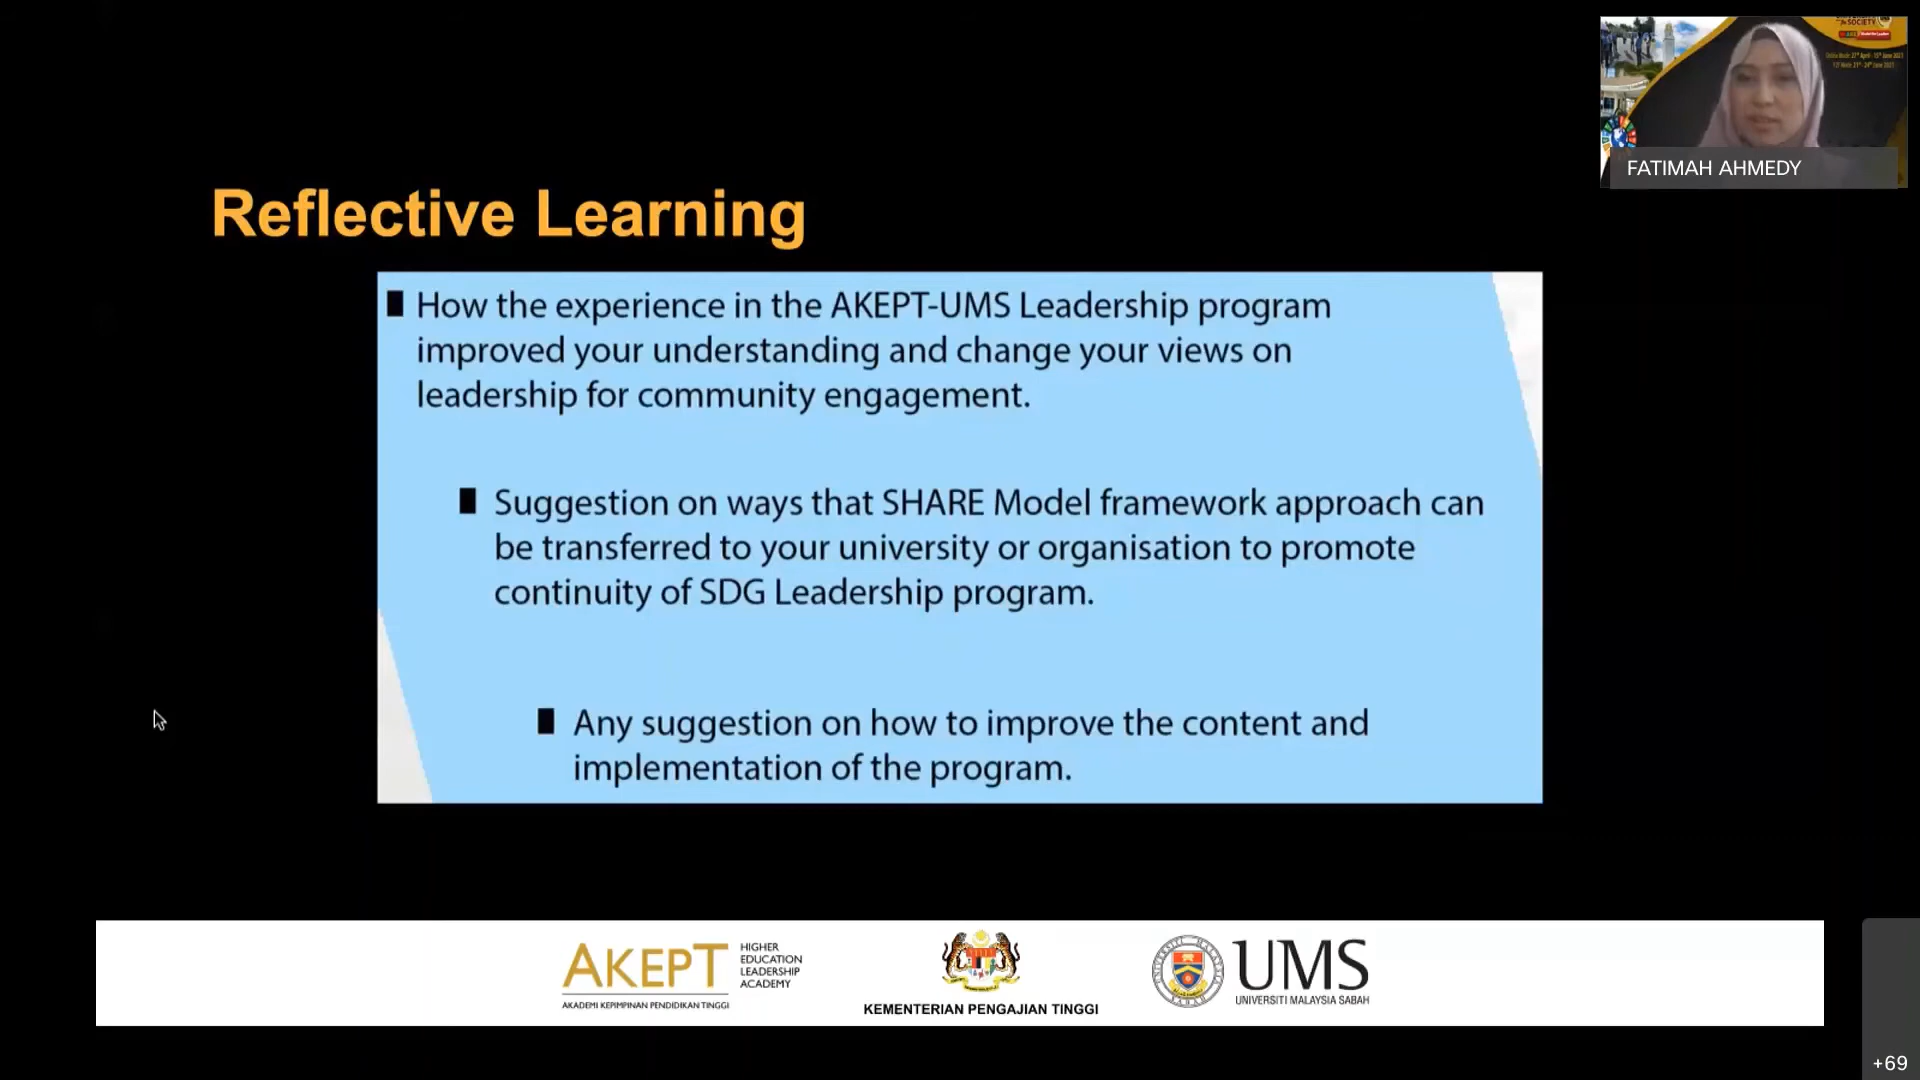 for SOCIETY
FATIMAH AHMEDY
Reflective Learning
How the experience in the AKEPT-UMS Leadership program
improved your understanding and change your views on
leadership for community engagement.
Suggestion on ways that SHARE Model framework approach can
be transferred to your university or organisation to promote
continuity of SDG Leadership program.
Any suggestion on how to improve the content and
implementation of the program.
AKEPT
HIGHER
EDUCATION
LEADERSHIP
ACADEMY
AKADEMI KEPIMPINAN PENDIDIKAN TINGGI
KEMENTERIAN PENGAJIAN TINGGI
UMS
UNIVERSITI MALAYSIA SABAH
+69